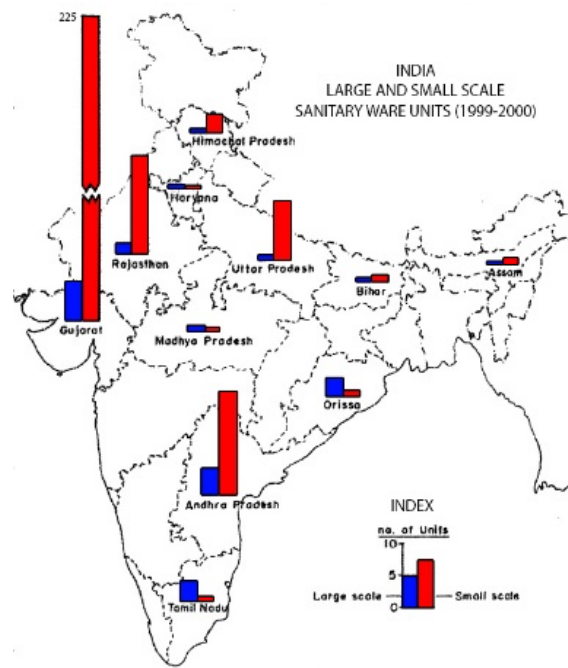 225
INDIA
LARGE AND SMALL SCALE
SANITARY WARE UNITS (1999-2000)
Himachal Pradesh
Haryana
Rajasthan
Uttar Pradesh
Bihar
Assam
Gujarat
Madhya Pradesh
Orissa
Andhra Pradesh
INDEX
no. of Units
10
5
0
Large scale
Small scale
Tamil Nadu